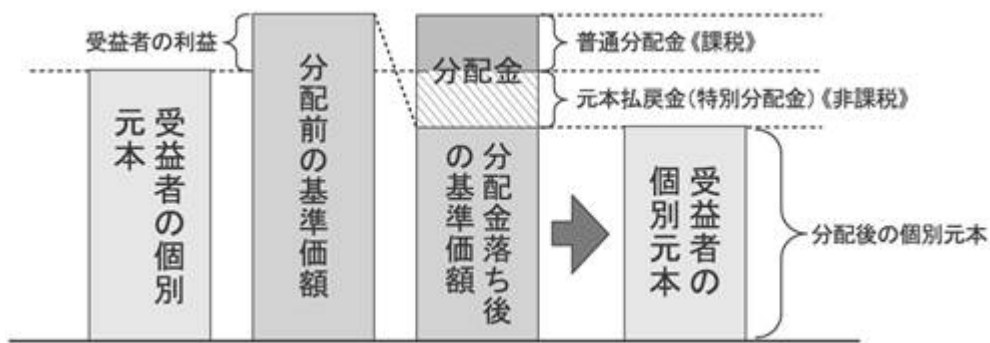 受益者の利益
受益者の個別
元本
分配前の基準価額
分配金
分配金落ち後
の基準価額
普通分配金《課税》
元本払戻金(特別分配金)《非課税》
受益者の
個別元本
分配後の個別元本